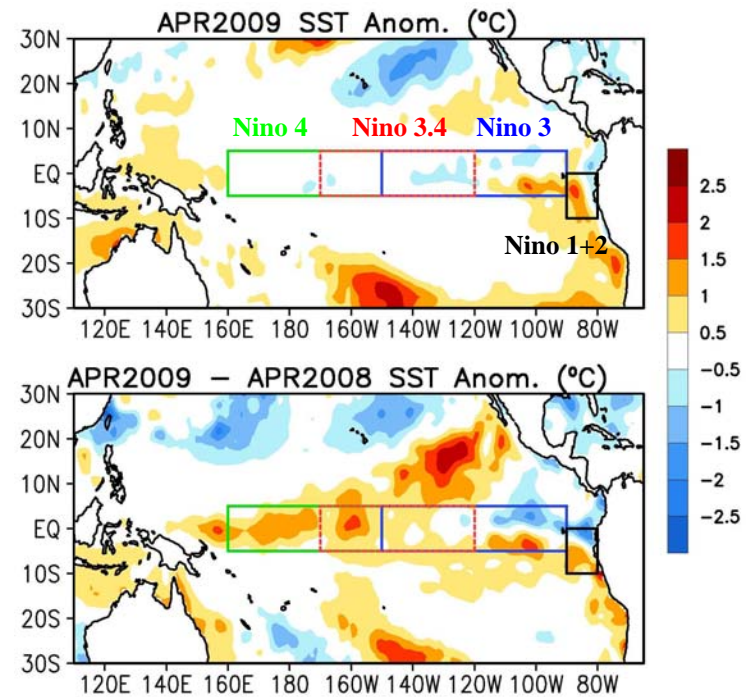 APR2009 SST Anom. (°C)
30N
20N
10N
EQ
10S
20S
30S
Nino 4 Nino 3.4 Nino 3
Nino 1+2
120E 140E 160E 180 160W 140W 120W 100W 80W
APR2009 – APR2008 SST Anom. (°C)
30N
20N
10N
EQ
10S
20S
30S
120E 140E 160E 180 160W 140W 120W 100W 80W
2.5
2
1.5
1
0.5
-0.5
-1
-1.5
-2
-2.5